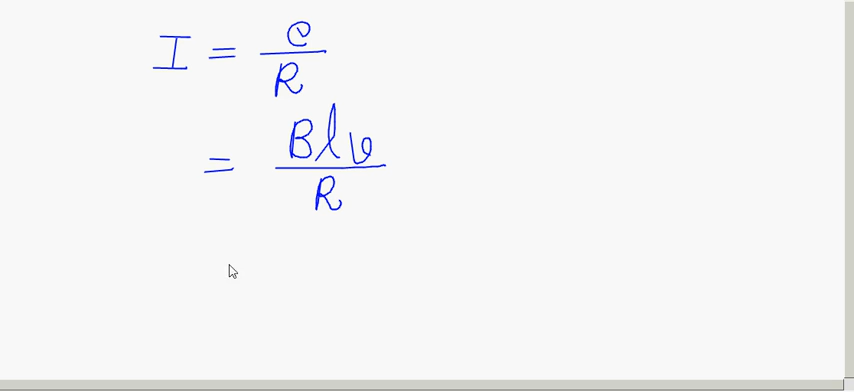 I = e/R
= Blv/R